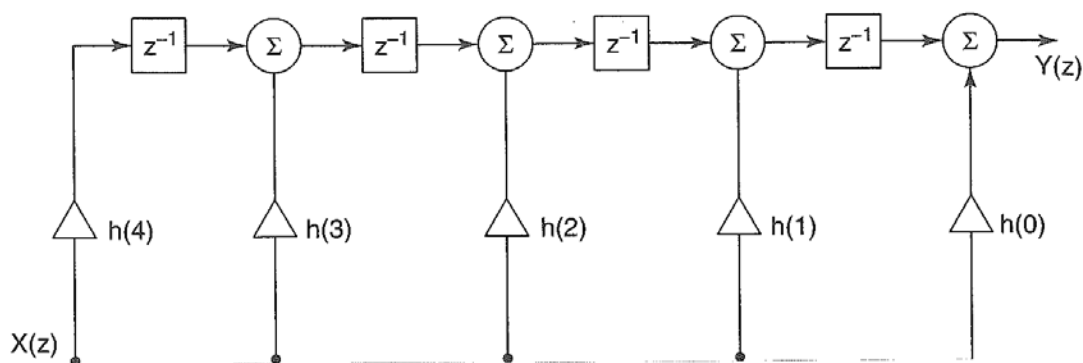 z⁻¹ Σ z⁻¹ Σ z⁻¹ Σ z⁻¹ Σ
Y(z)
h(4) h(3) h(2) h(1) h(0)
X(z)